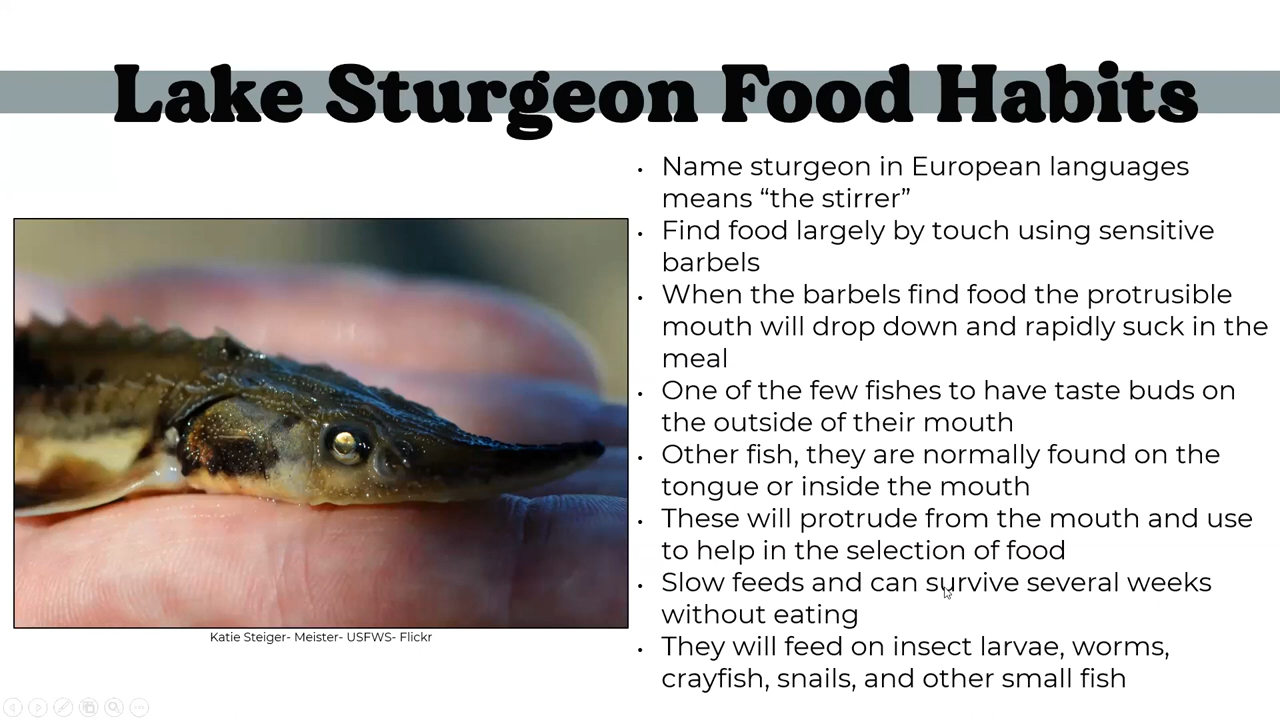 Lake Sturgeon Food Habits
• Name sturgeon in European languages
means “the stirrer”
• Find food largely by touch using sensitive
barbels
• When the barbels find food the protrusible
mouth will drop down and rapidly suck in the
meal
• One of the few fishes to have taste buds on
the outside of their mouth
• Other fish, they are normally found on the
tongue or inside the mouth
• These will protrude from the mouth and use
to help in the selection of food
• Slow feeds and can survive several weeks
without eating
• They will feed on insect larvae, worms,
crayfish, snails, and other small fish
Katie Steiger- Meister- USFWS- Flickr